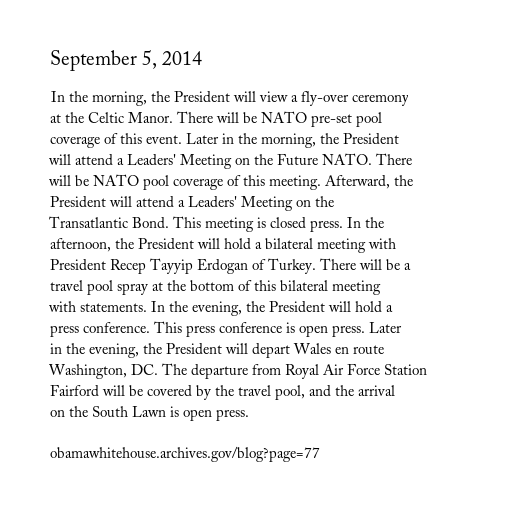 September 5, 2014
In the morning, the President will view a fly-over ceremony
at the Celtic Manor. There will be NATO pre-set pool
coverage of this event. Later in the morning, the President
will attend a Leaders' Meeting on the Future NATO. There
will be NATO pool coverage of this meeting. Afterward, the
President will attend a Leaders' Meeting on the
Transatlantic Bond. This meeting is closed press. In the
afternoon, the President will hold a bilateral meeting with
President Recep Tayyip Erdogan of Turkey. There will be a
travel pool spray at the bottom of this bilateral meeting
with statements. In the evening, the President will hold a
press conference. This press conference is open press. Later
in the evening, the President will depart Wales en route
Washington, DC. The departure from Royal Air Force Station
Fairford will be covered by the travel pool, and the arrival
on the South Lawn is open press.
obamawhitehouse.archives.gov/blog?page=77